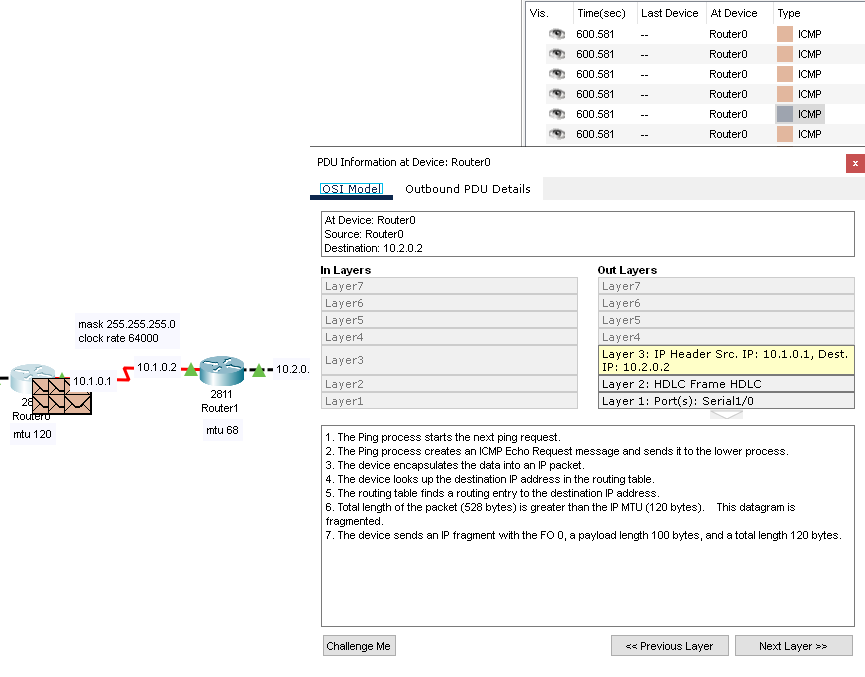 Vis. Time(sec) Last Device At Device Type
600.581 -- Router0 ICMP
600.581 -- Router0 ICMP
600.581 -- Router0 ICMP
600.581 -- Router0 ICMP
600.581 -- Router0 ICMP
600.581 -- Router0 ICMP
PDU Information at Device: Router0
x
OSI Model Outbound PDU Details
At Device: Router0
Source: Router0
Destination: 10.2.0.2
In Layers
Layer7
Layer6
Layer5
Layer4
Layer3
Layer2
Layer1
Out Layers
Layer7
Layer6
Layer5
Layer4
Layer 3: IP Header Src. IP: 10.1.0.1, Dest.
IP: 10.2.0.2
Layer 2: HDLC Frame HDLC
Layer 1: Port(s): Serial1/0
1. The Ping process starts the next ping request.
2. The Ping process creates an ICMP Echo Request message and sends it to the lower process.
3. The device encapsulates the data into an IP packet.
4. The device looks up the destination IP address in the routing table.
5. The routing table finds a routing entry to the destination IP address.
6. Total length of the packet (528 bytes) is greater than the IP MTU (120 bytes). This datagram is
fragmented.
7. The device sends an IP fragment with the FO 0, a payload length 100 bytes, and a total length 120 bytes.
Challenge Me
<< Previous Layer
Next Layer >>
mask 255.255.255.0
clock rate 64000
10.1.0.1
10.1.0.2
10.2.0.
2811
Router1
mtu 68
Router0
mtu 120